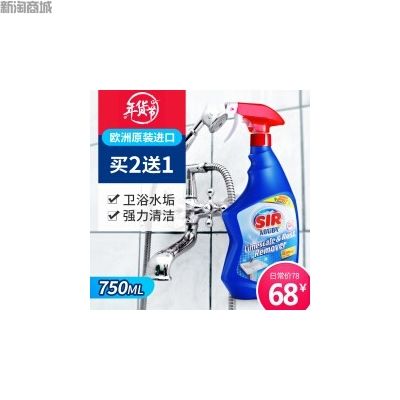 新淘商城
年货节
欧洲原装进口
买2送1
卫浴水垢
强力清洁
SIR
Limescale & Rust
Remover
日常价78
68¥
750ML